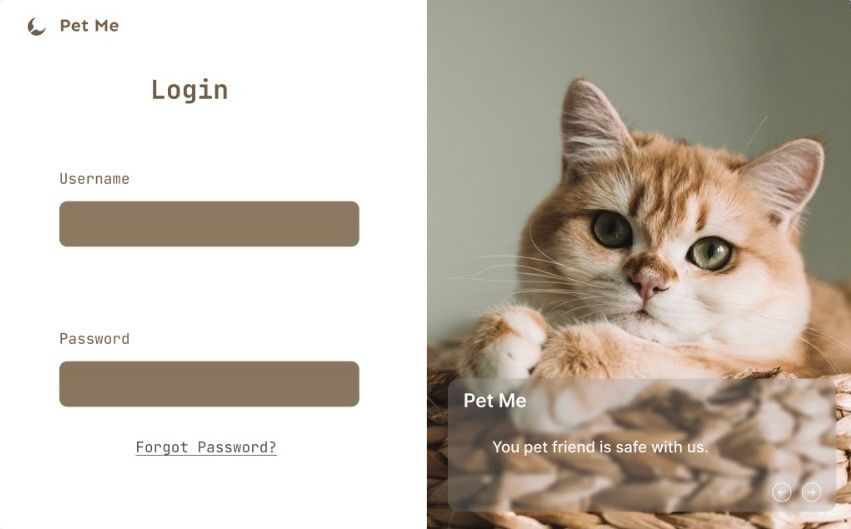 Pet Me
Login
Username
Password
Forgot Password?
Pet Me
You pet friend is safe with us.